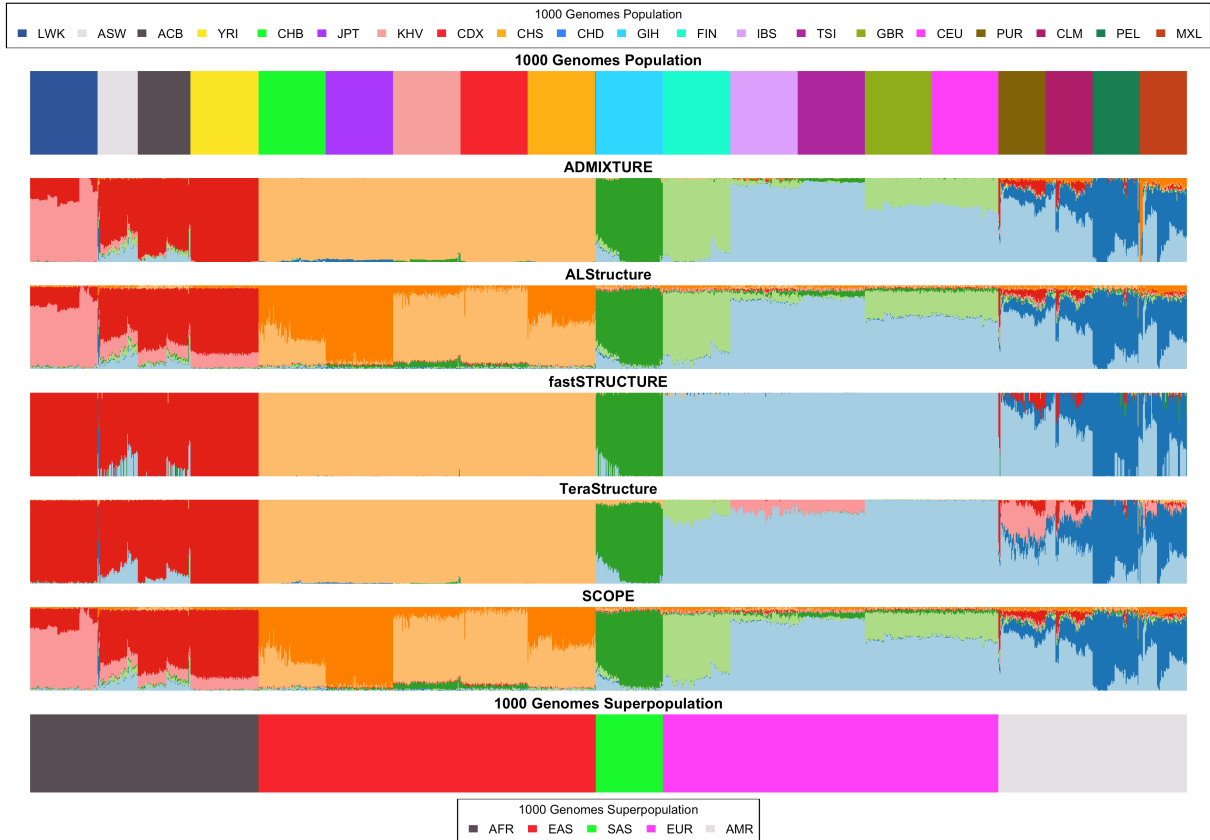 1000 Genomes Population
LWK ASW ACB YRI CHB JPT KHV CDX CHS CHD GIH FIN IBS TSI GBR CEU PUR CLM PEL MXL
1000 Genomes Population
ADMIXTURE
ALStructure
fastSTRUCTURE
TeraStructure
SCOPE
1000 Genomes Superpopulation
1000 Genomes Superpopulation
AFR EAS SAS EUR AMR